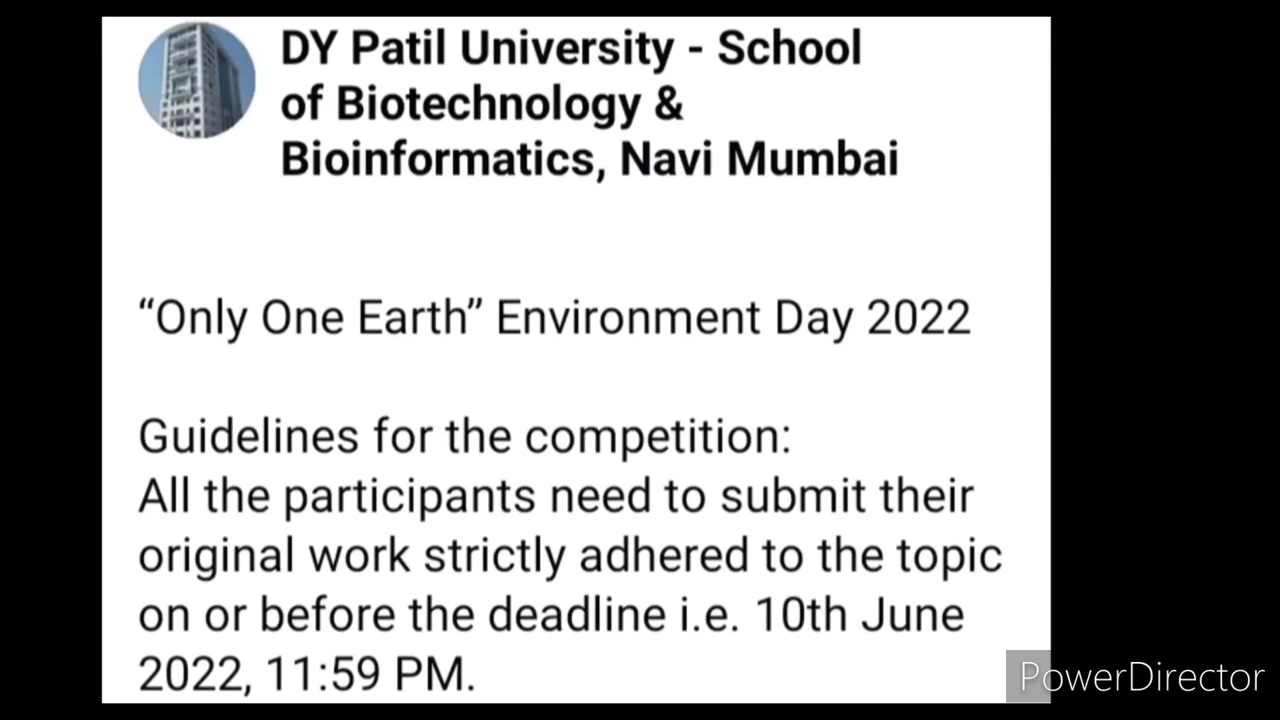 DY Patil University - School
of Biotechnology &
Bioinformatics, Navi Mumbai
“Only One Earth” Environment Day 2022
Guidelines for the competition:
All the participants need to submit their
original work strictly adhered to the topic
on or before the deadline i.e. 10th June
2022, 11:59 PM.
PowerDirector